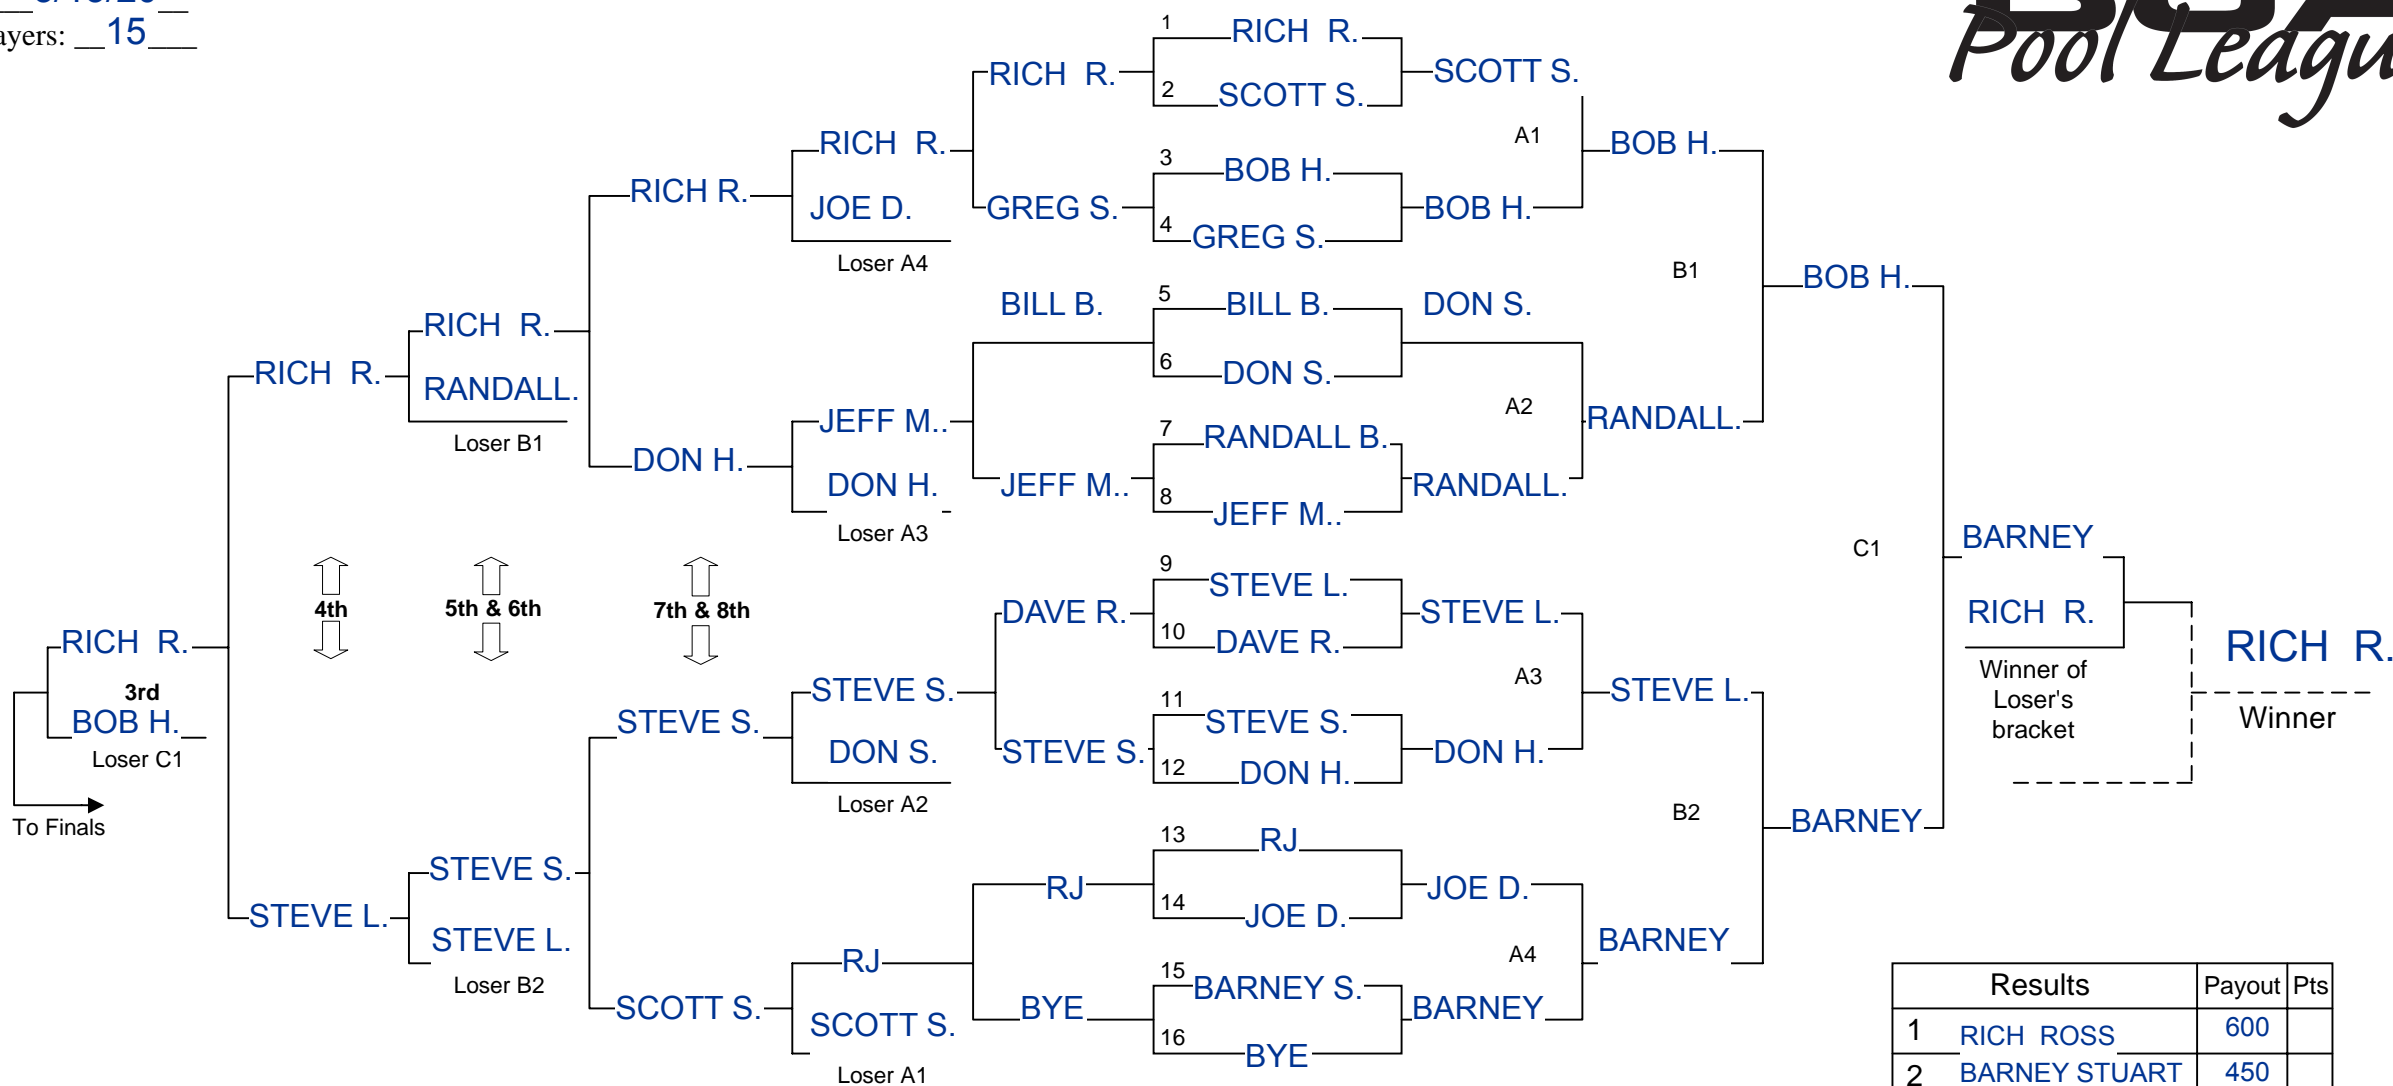 ayers: __15___
Pool Leagu
1
RICH R.
SCOTT S.
2
SCOTT S.
RICH R.
A1
BOB H.
RICH R.
3
BOB H.
BOB H.
GREG S.
4
GREG S.
JOE D.
Loser A4
RICH R.
B1
BOB H.
BILL B.
5
BILL B.
DON S.
6
DON S.
RICH R.
RANDALL.
Loser B1
RICH R.
A2
RANDALL.
JEFF M..
7
RANDALL B.
RANDALL.
DON H.
DON H.
Loser A3
JEFF M..
8
JEFF M..
C1
BARNEY
RICH R.
Winner of
Loser's
bracket
RICH R.
Winner
4th
5th & 6th
7th & 8th
9
STEVE L.
STEVE L.
DAVE R.
10
DAVE R.
RICH R.
3rd
BOB H.
Loser C1
To Finals
A3
STEVE L.
STEVE S.
STEVE S.
DON S.
Loser A2
11
STEVE S.
DON H.
STEVE S.
12
DON H.
B2
BARNEY
13
RJ
RJ
14
JOE D.
JOE D.
STEVE S.
STEVE L.
STEVE L.
Loser B2
A4
BARNEY
RJ
15
BARNEY S.
BARNEY
BYE
16
BYE
SCOTT S.
SCOTT S.
Loser A1
Results Payout Pts
1 RICH ROSS 600
2 BARNEY STUART 450